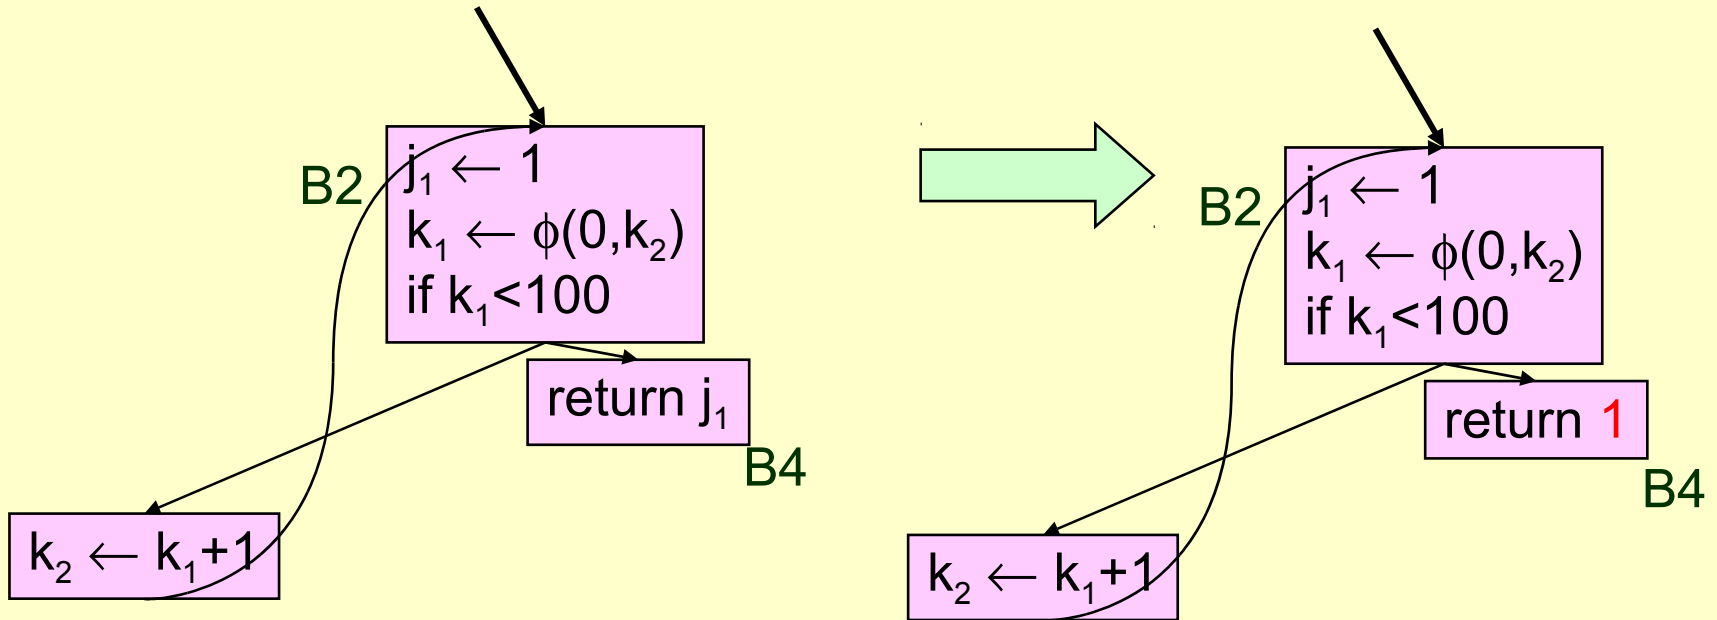 B2
j₁ ← 1
k₁ ← ϕ(0,k₂)
if k₁<100
return j₁
B4
k₂ ← k₁+1
B2
j₁ ← 1
k₁ ← ϕ(0,k₂)
if k₁<100
return 1
B4
k₂ ← k₁+1